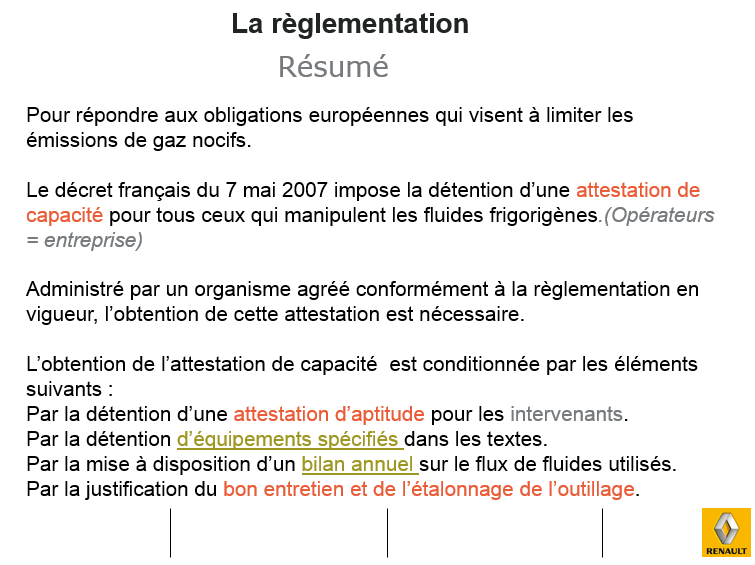 La règlementation
Résumé
Pour répondre aux obligations européennes qui visent à limiter les
émissions de gaz nocifs.
Le décret français du 7 mai 2007 impose la détention d’une attestation de
capacité pour tous ceux qui manipulent les fluides frigorigènes.(Opérateurs
= entreprise)
Administré par un organisme agréé conformément à la règlementation en
vigueur, l’obtention de cette attestation est nécessaire.
L’obtention de l’attestation de capacité  est conditionnée par les éléments
suivants :
Par la détention d’une attestation d’aptitude pour les intervenants.
Par la détention d’équipements spécifiés dans les textes.
Par la mise à disposition d’un bilan annuel sur le flux de fluides utilisés.
Par la justification du bon entretien et de l’étalonnage de l’outillage.
RENAULT